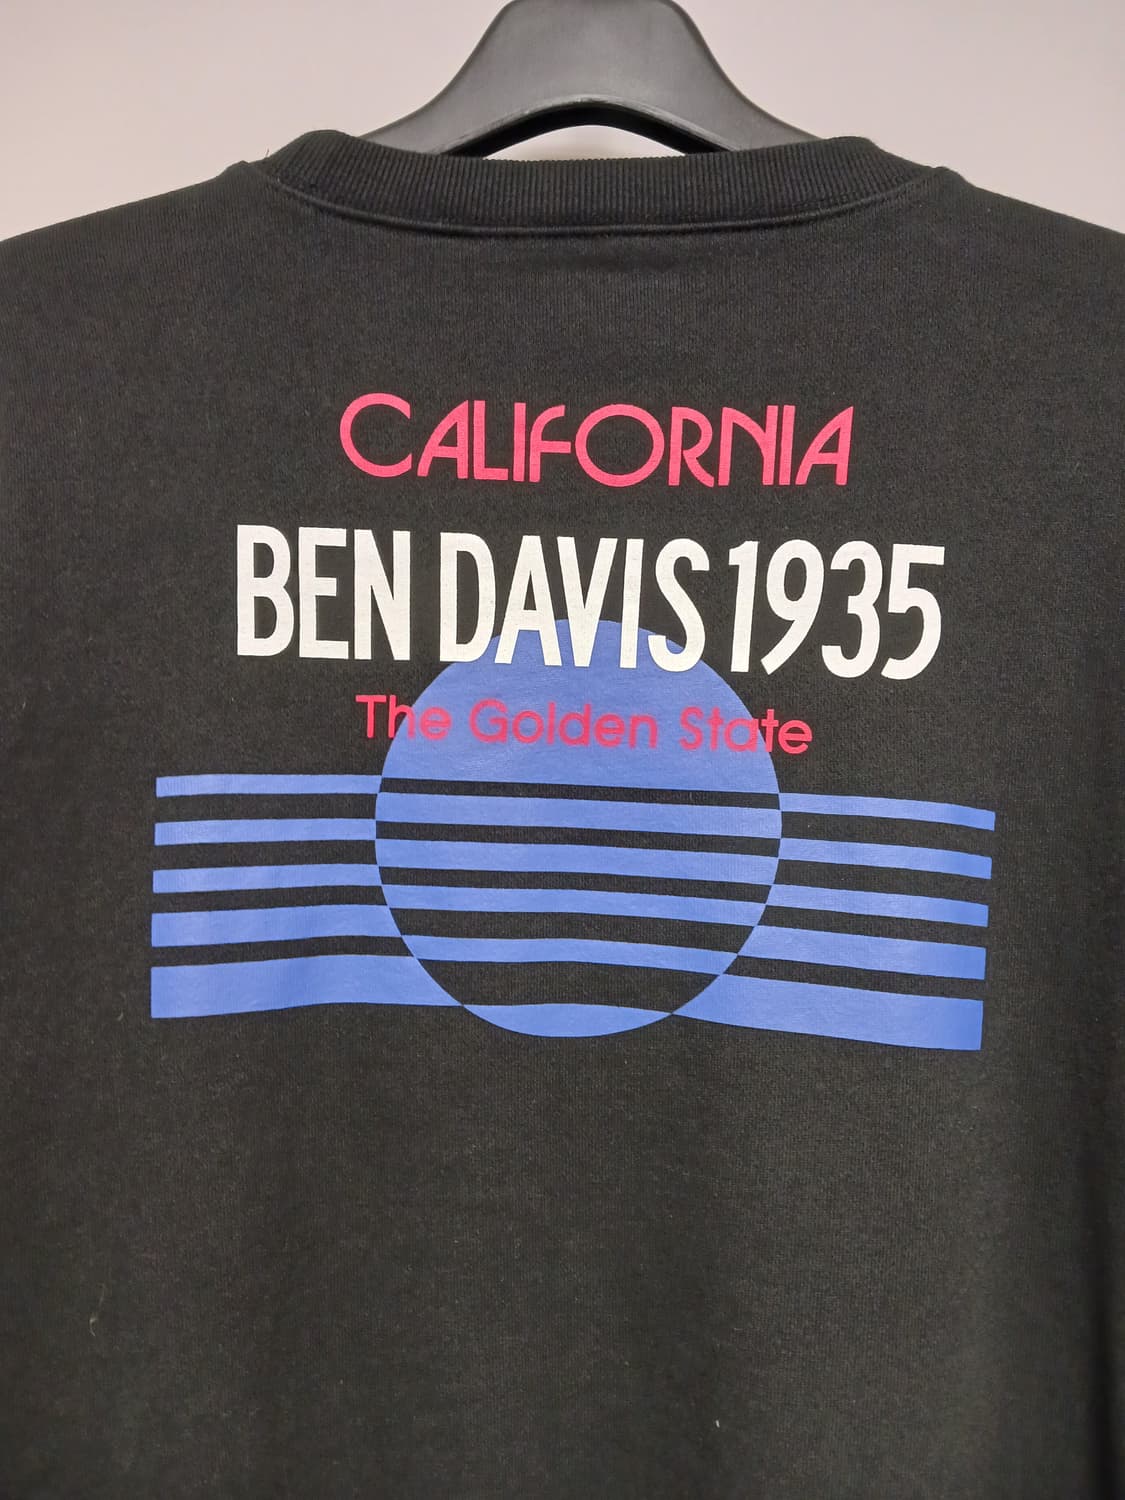 CALIFORNIA
BEN DAVIS 1935
The Golden State